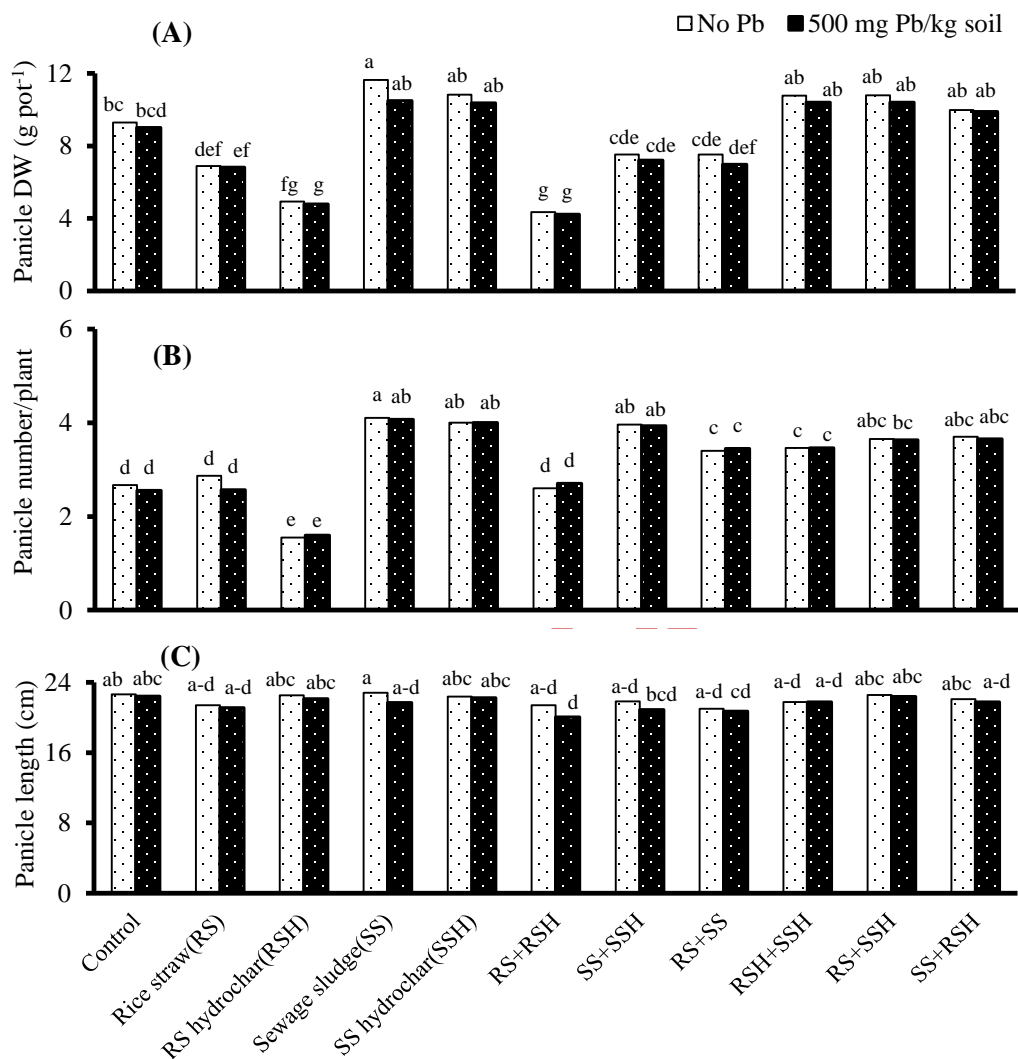 No Pb 500 mg Pb/kg soil
(A)
Panicle DW (g pot-1)
12
8
4
0
bc bcd def ef fg g a ab ab ab g g cde cde cde def ab ab ab ab ab ab
(B)
Panicle number/plant
6
4
2
0
d d d d e e a ab ab ab d d ab ab c c c c abc bc abc abc
(C)
Panicle length (cm)
24
16
8
0
ab abc a-d a-d abc abc a a-d abc abc a-d d a-d bcd a-d cd a-d a-d abc abc abc a-d
Control
Rice straw(RS)
RS hydrochar(RSH)
Sewage sludge(SS)
SS hydrochar(SSH)
RS+RSH
SS+SSH
RS+SS
RSH+SSH
RS+SSH
SS+RSH